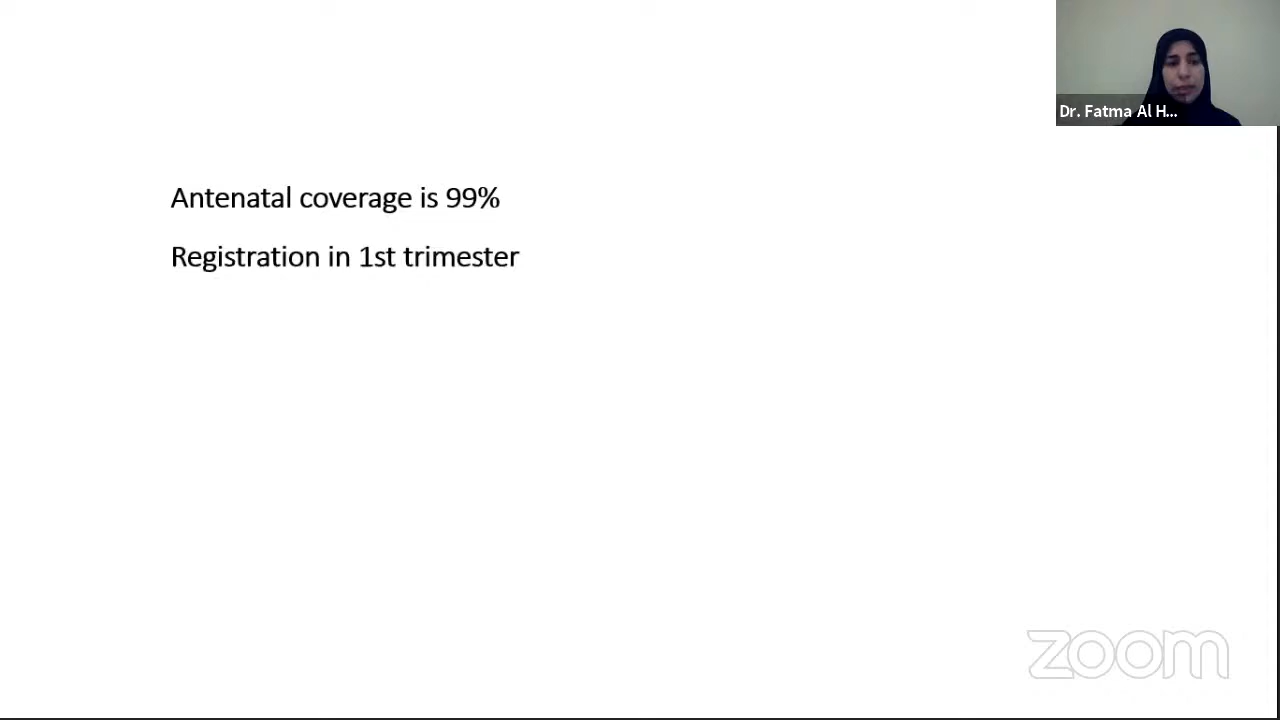 Dr. Fatma Al H...
Antenatal coverage is 99%
Registration in 1st trimester
zoom